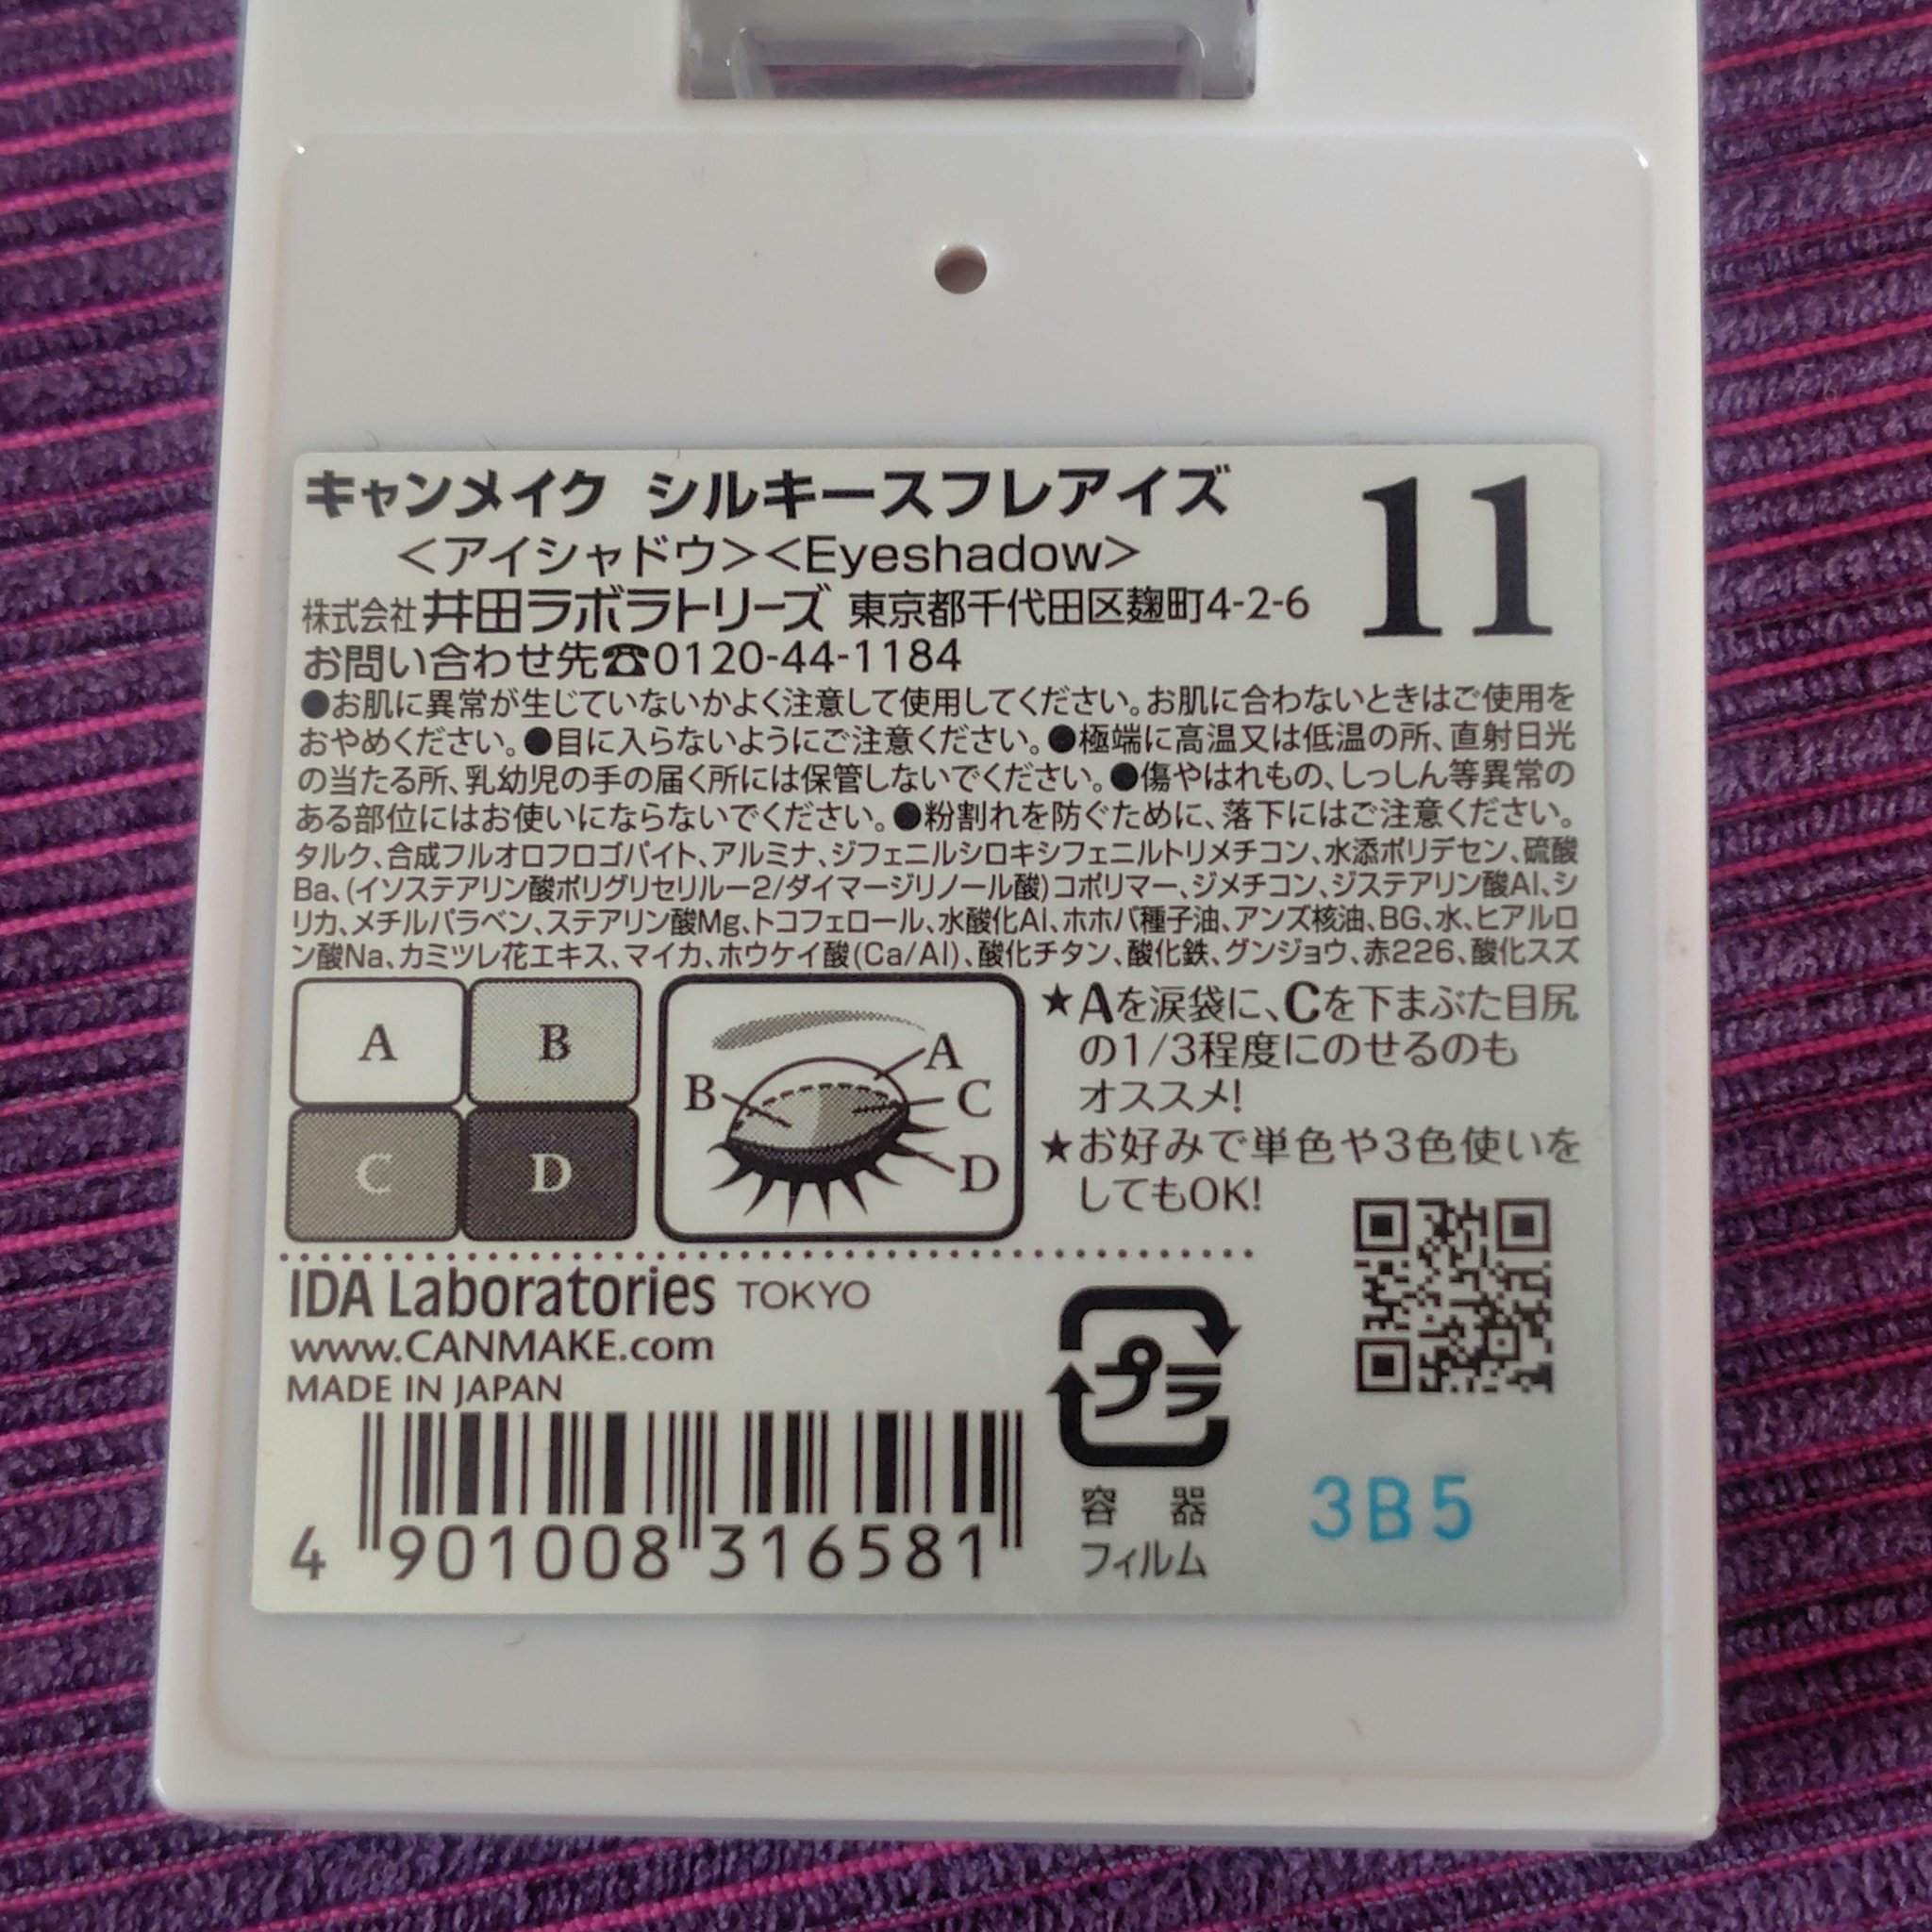 キャンメイク シルキースフレアイズ 11
<アイシャドウ><Eyeshadow>
株式会社 井田ラボラトリーズ 東京都千代田区麹町4-2-6
お問い合わせ先☎0120-44-1184
●お肌に異常が生じていないかよく注意して使用してください。お肌に合わないときはご使用を
おやめください。●目に入らないようにご注意ください。●極端に高温又は低温の所、直射日光
の当たる所、乳幼児の手の届く所には保管しないでください。●傷やはれもの、しっしん等異常の
ある部位にはお使いにならないでください。●粉割れを防ぐために、落下にはご注意ください。
タルク、合成フルオロフロゴパイト、アルミナ、ジフェニルシロキシフェニルトリメチコン、水添ポリデセン、硫酸
Ba、(イソステアリン酸ポリグリセリル-2/ダイマージリノール酸)コポリマー、ジメチコン、ジステアリン酸Al、シ
リカ、メチルパラベン、ステアリン酸Mg、トコフェロール、水酸化Al、ホホバ種子油、アンズ核油、BG、水、ヒアルロ
ン酸Na、カミツレ花エキス、マイカ、ホウケイ酸(Ca/Al)、酸化チタン、酸化鉄、グンジョウ、赤226、酸化スズ
A B
C D
A
B
C
D
★Aを涙袋に、Cを下まぶた目尻
の1/3程度にのせるのも
オススメ!
★お好みで単色や3色使いを
してもOK!
IDA Laboratories TOKYO
www.CANMAKE.com
MADE IN JAPAN
4 901008 316581
プラ
容 器
フィルム
3B5